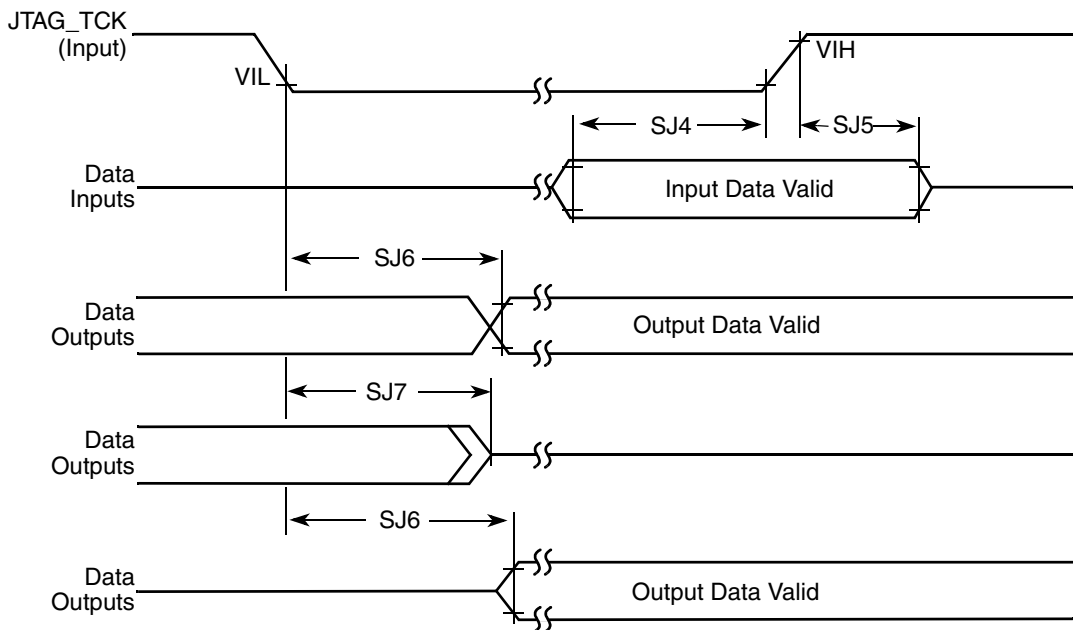 JTAG_TCK
(Input)
VIL
VIH
SJ4
SJ5
Data
Inputs
Input Data Valid
SJ6
Data
Outputs
Output Data Valid
SJ7
Data
Outputs
SJ6
Data
Outputs
Output Data Valid